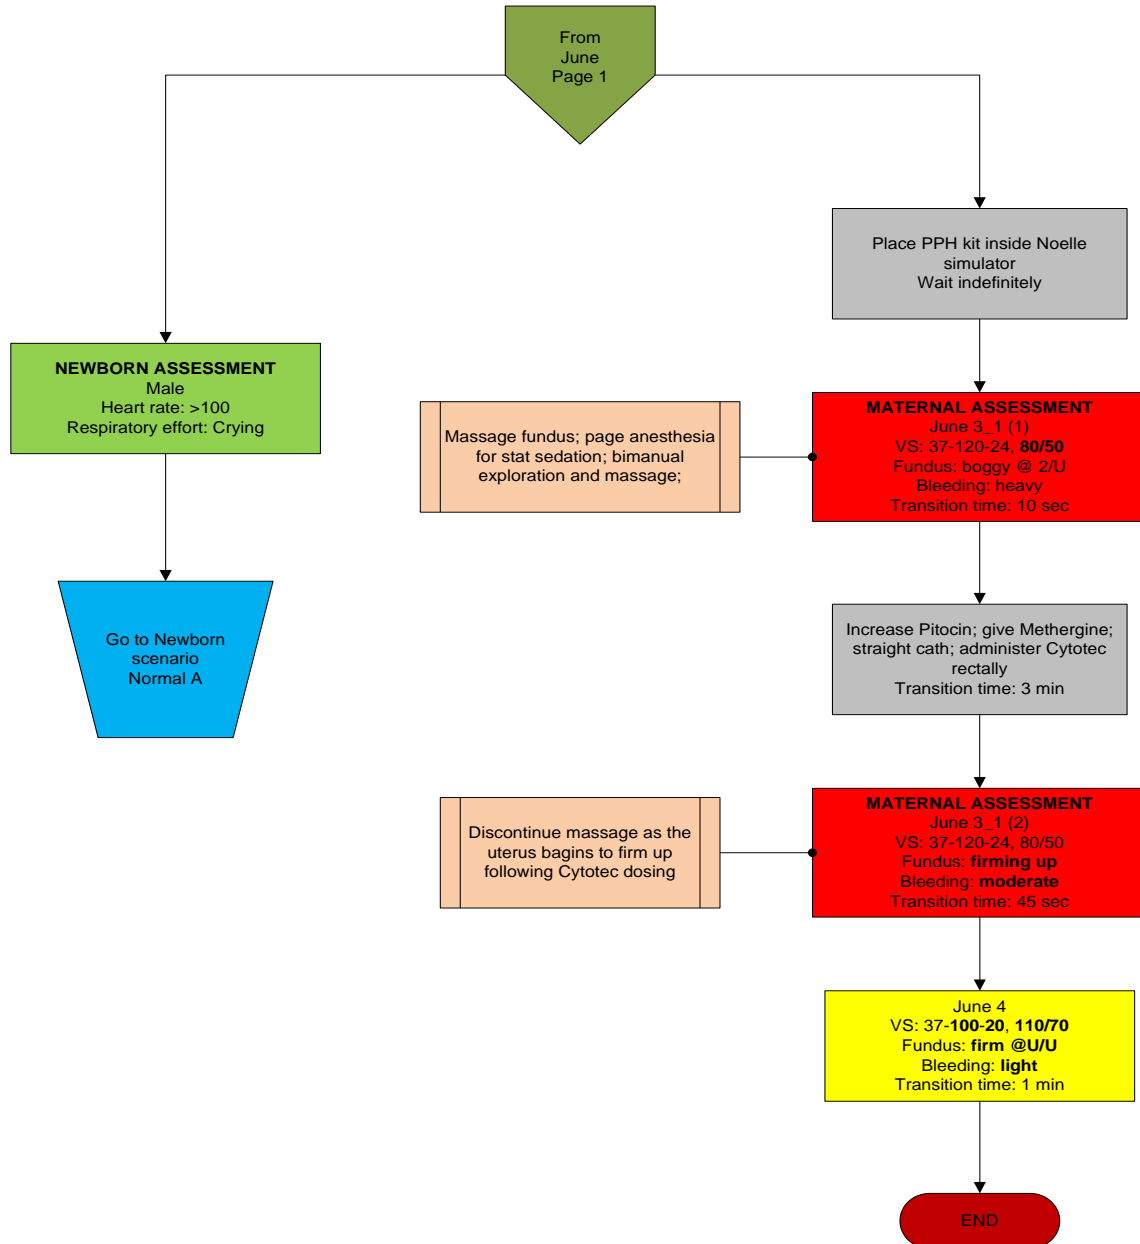 From
June
Page 1
Place PPH kit inside Noelle
simulator
Wait indefinitely
NEWBORN ASSESSMENT
Male
Heart rate: >100
Respiratory effort: Crying
Massage fundus; page anesthesia
for stat sedation; bimanual
exploration and massage;
MATERNAL ASSESSMENT
June 3_1 (1)
VS: 37-120-24, 80/50
Fundus: boggy @ 2/U
Bleeding: heavy
Transition time: 10 sec
Go to Newborn
scenario
Normal A
Increase Pitocin; give Methergine;
straight cath; administer Cytotec
rectally
Transition time: 3 min
Discontinue massage as the
uterus bagins to firm up
following Cytotec dosing
MATERNAL ASSESSMENT
June 3_1 (2)
VS: 37-120-24, 80/50
Fundus: firming up
Bleeding: moderate
Transition time: 45 sec
June 4
VS: 37-100-20, 110/70
Fundus: firm @U/U
Bleeding: light
Transition time: 1 min
END